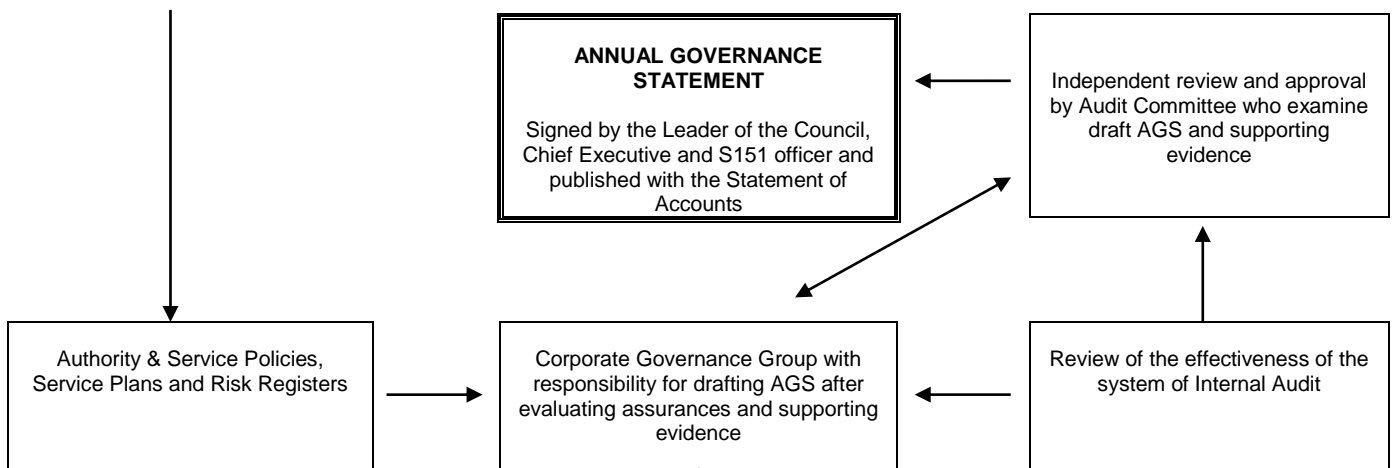 ANNUAL GOVERNANCE
STATEMENT
Signed by the Leader of the Council,
Chief Executive and S151 officer and
published with the Statement of
Accounts
Independent review and approval
by Audit Committee who examine
draft AGS and supporting
evidence
Authority & Service Policies,
Service Plans and Risk Registers
Corporate Governance Group with
responsibility for drafting AGS after
evaluating assurances and supporting
evidence
Review of the effectiveness of the
system of Internal Audit